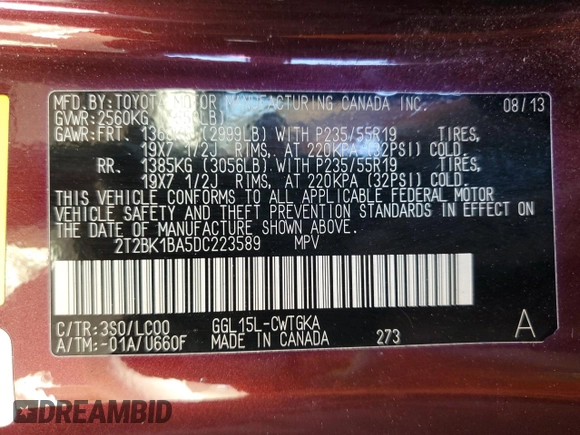 MFD. BY: TOYOTA MOTOR MANUFACTURING CANADA INC. 08/13
GVWR: 2560KG
GAWR: FRT. (2999LB) WITH P235/55R19 TIRES,
19X7 1/2J RIMS, AT 220KPA (32PSI) COLD.
RR. 1385KG (3056LB) WITH P235/55R19 TIRES,
19X7 1/2J RIMS, AT 220KPA (32PSI) COLD.
THIS VEHICLE CONFORMS TO ALL APPLICABLE FEDERAL MOTOR
VEHICLE SAFETY AND THEFT PREVENTION STANDARDS IN EFFECT ON
THE DATE OF MANUFACTURE SHOWN ABOVE.
2T2BK1BA5DC223589 MPV
C/TR: 3S0/LC00 GGL15L-CWTGKA A
A/TM: -01A/U660F MADE IN CANADA 273
DREAMBID